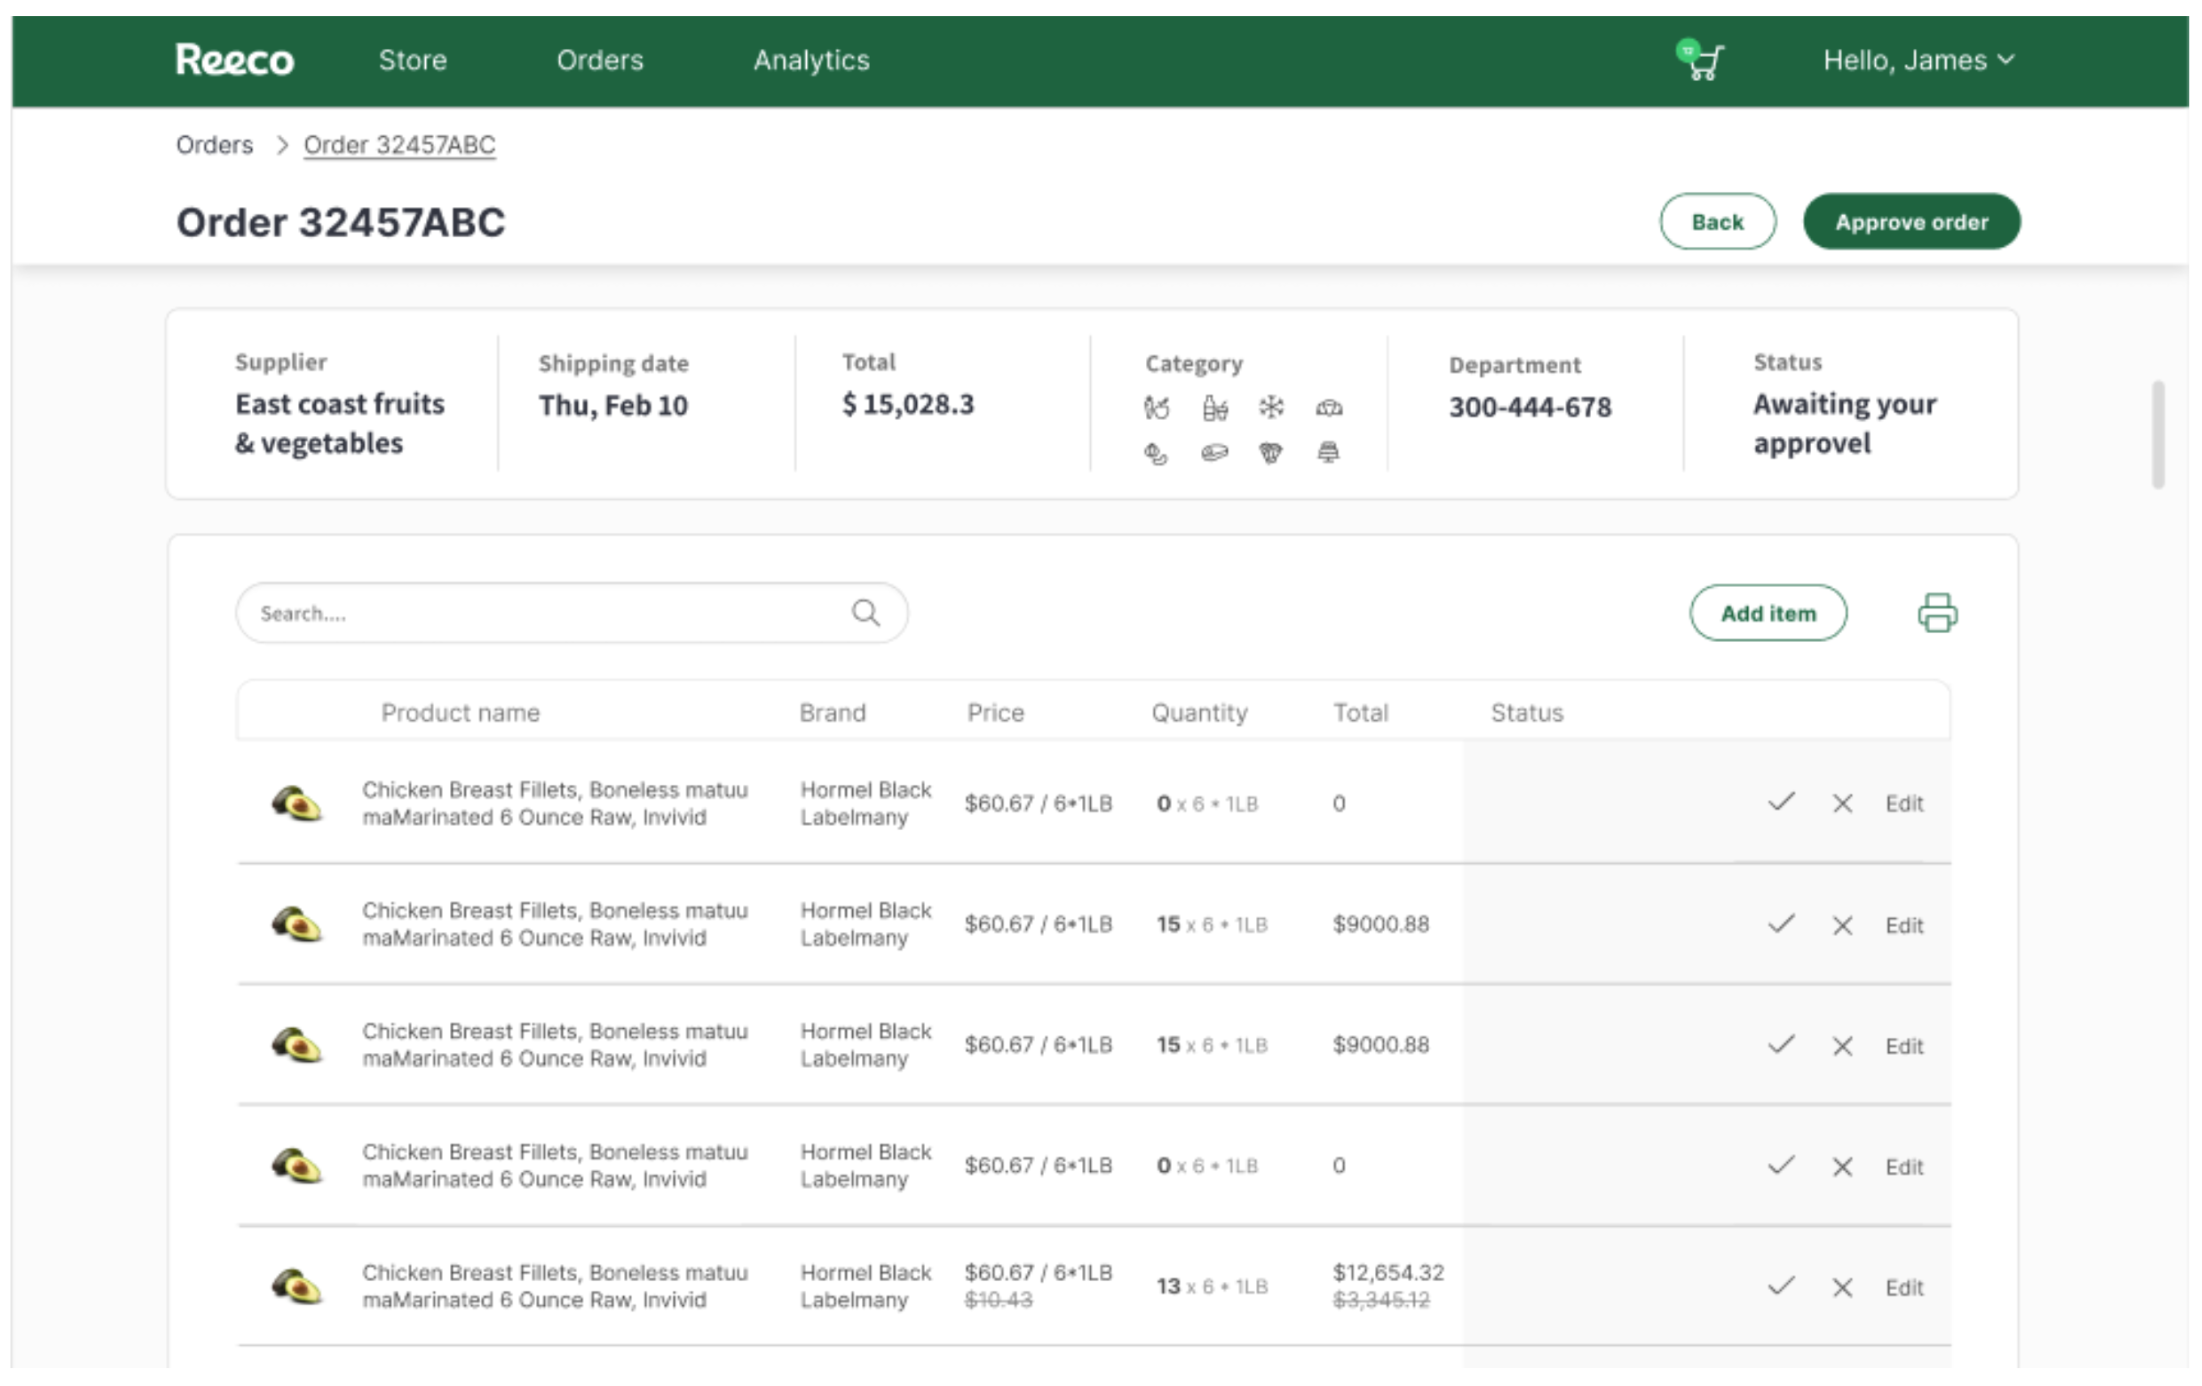 Reeco Store Orders Analytics Hello, James
Orders > Order 32457ABC
Order 32457ABC
Back
Approve order
Supplier
East coast fruits
& vegetables
Shipping date
Thu, Feb 10
Total
$ 15,028.3
Category
Department
300-444-678
Status
Awaiting your
approvel
Search....
Add item
Product name Brand Price Quantity Total Status
Chicken Breast Fillets, Boneless matuu Hormel Black
maMarinated 6 Ounce Raw, Invivid Labelmany
$60.67 / 6*1LB 0 x 6 * 1LB 0 Edit
Chicken Breast Fillets, Boneless matuu Hormel Black
maMarinated 6 Ounce Raw, Invivid Labelmany
$60.67 / 6*1LB 15 x 6 * 1LB $9000.88 Edit
Chicken Breast Fillets, Boneless matuu Hormel Black
maMarinated 6 Ounce Raw, Invivid Labelmany
$60.67 / 6*1LB 15 x 6 * 1LB $9000.88 Edit
Chicken Breast Fillets, Boneless matuu Hormel Black
maMarinated 6 Ounce Raw, Invivid Labelmany
$60.67 / 6*1LB 0 x 6 * 1LB 0 Edit
Chicken Breast Fillets, Boneless matuu Hormel Black $60.67 / 6*1LB $12,654.32
maMarinated 6 Ounce Raw, Invivid Labelmany $10.43 $3,345.12
13 x 6 * 1LB Edit